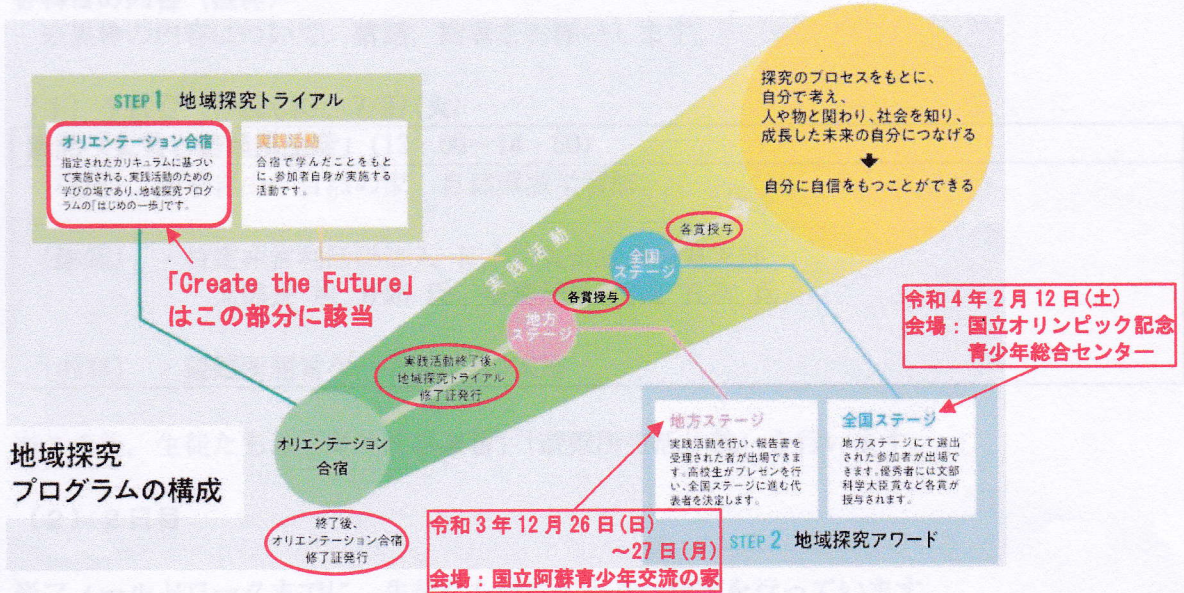 STEP 1 地域探究トライアル
オリエンテーション合宿
指定されたカリキュラムに基づい
て実施される、実践活動のための
学びの場であり、地域探究プログ
ラムの「はじめの一歩」です。
実践活動
合宿で学んだことをもと
に、参加者自身が実施する
活動です。
「Create the Future」
はこの部分に該当
探究のプロセスをもとに、
自分で考え、
人や物と関わり、社会を知り、
成長した未来の自分につなげる
自分に自信をもつことができる
各賞授与
全国
ステージ
実践活動
各賞授与
地方
ステージ
令和4年2月12日(土)
会場:国立オリンピック記念
青少年総合センター
実践活動終了後、
地域探究トライアル
修了証発行
オリエンテーション
合宿
地域探究
プログラムの構成
終了後、
オリエンテーション合宿
修了証発行
地方ステージ
実践活動を行い、報告書を
受理された者が出場できま
す。高校生がプレゼンを行
い、全国ステージに進む代
表者を決定します。
全国ステージ
地方ステージにて選出
された参加者が出場で
きます。優秀者には文部
科学大臣賞など各賞が
授与されます。
令和3年12月26日(日)
~27日(月)
会場:国立阿蘇青少年交流の家
STEP 2 地域探究アワード